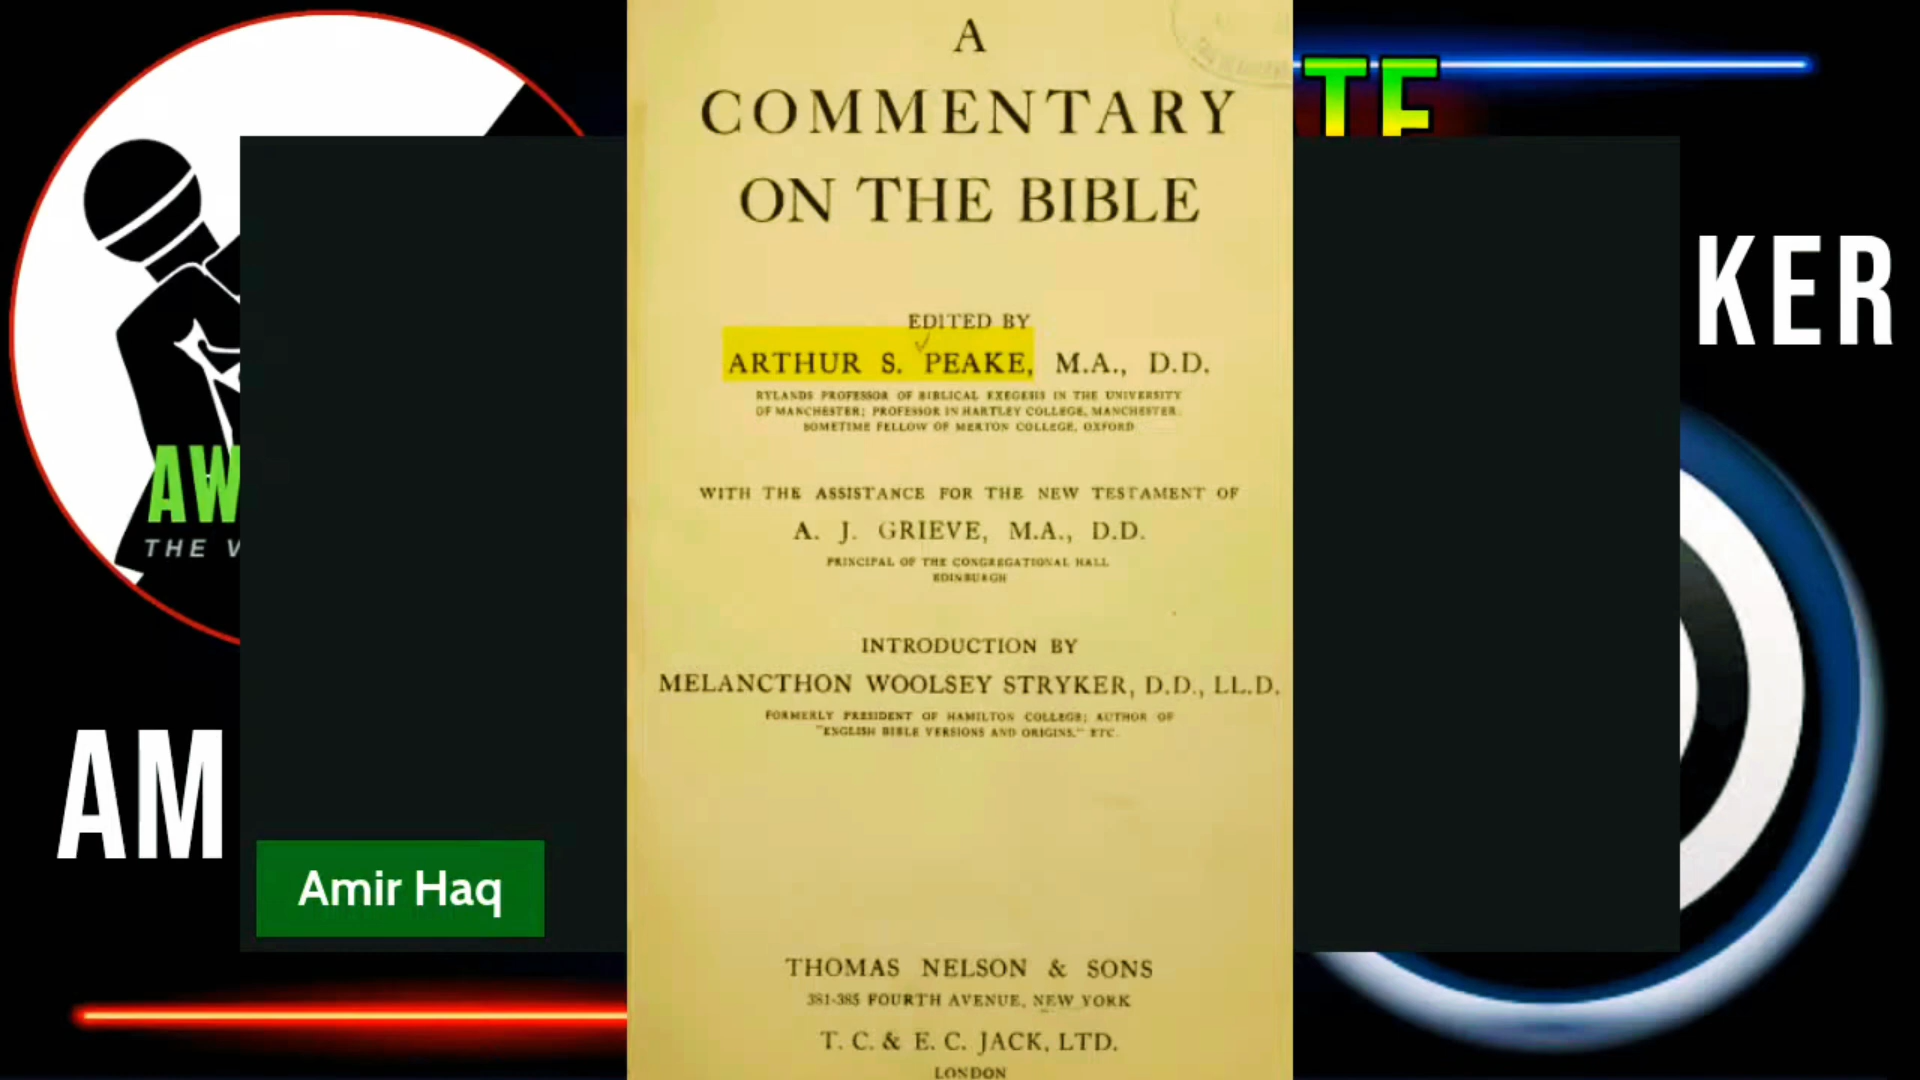 A
COMMENTARY
ON THE BIBLE
EDITED BY
ARTHUR S. PEAKE, M.A., D.D.
RYLANDS PROFESSOR OF BIBLICAL EXEGESIS IN THE UNIVERSITY
OF MANCHESTER; PROFESSOR IN HARTLEY COLLEGE, MANCHESTER.
SOMETIME FELLOW OF MERTON COLLEGE, OXFORD
WITH THE ASSISTANCE FOR THE NEW TESTAMENT OF
A. J. GRIEVE, M.A., D.D.
PRINCIPAL OF THE CONGREGATIONAL HALL
EDINBURGH
INTRODUCTION BY
MELANCTHON WOOLSEY STRYKER, D.D., LL.D.
FORMERLY PRESIDENT OF HAMILTON COLLEGE; AUTHOR OF
"ENGLISH BIBLE VERSIONS AND ORIGINS," ETC.
THOMAS NELSON & SONS
381-385 FOURTH AVENUE, NEW YORK
T. C. & E. C. JACK, LTD.
LONDON
TE
KER
AW
THE V
AM
Amir Haq